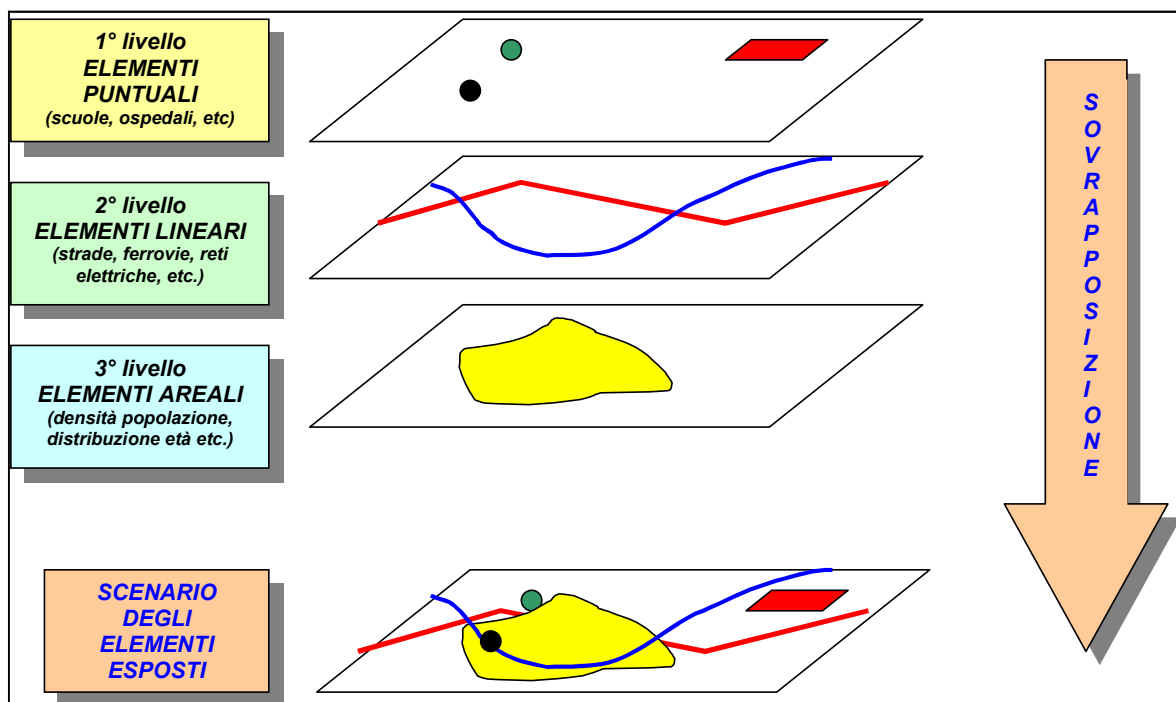 1° livello
ELEMENTI
PUNTUALI
(scuole, ospedali, etc)
2° livello
ELEMENTI LINEARI
(strade, ferrovie, reti
elettriche, etc.)
3° livello
ELEMENTI AREALI
(densità popolazione,
distribuzione età etc.)
SCENARIO
DEGLI
ELEMENTI
ESPOSTI
SOVRAPPOSIZIONE